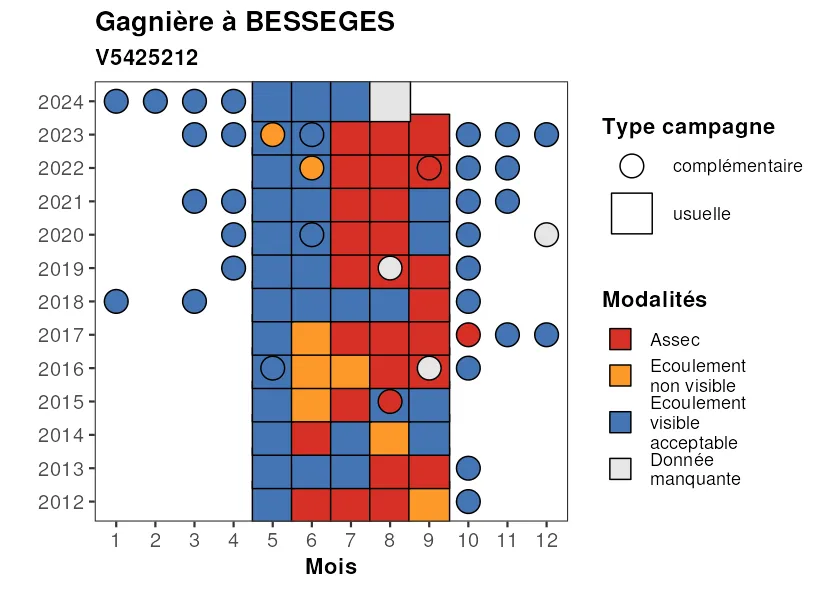 Gagnière à BESSEGES
V5425212
2024
2023
2022
2021
2020
2019
2018
2017
2016
2015
2014
2013
2012
1 2 3 4 5 6 7 8 9 10 11 12
Mois
Type campagne
complémentaire
usuelle
Modalités
Assec
Ecoulement
non visible
Ecoulement
visible
acceptable
Donnée
manquante